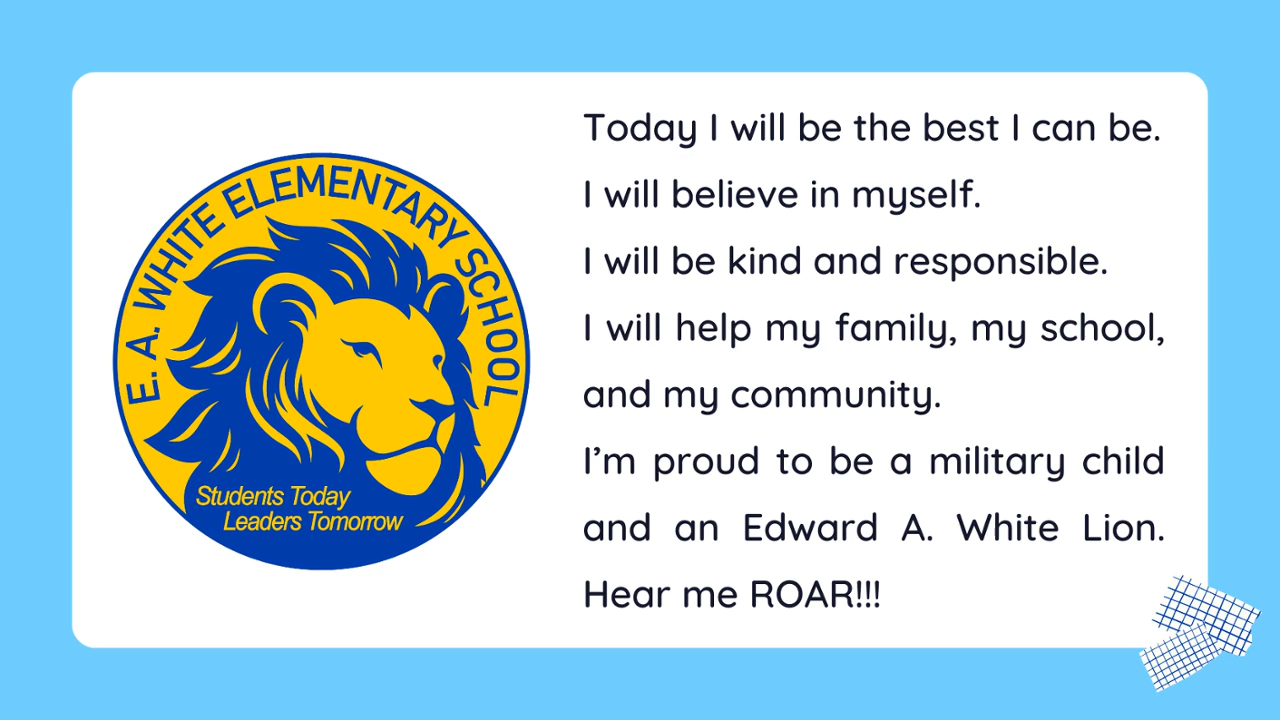 E. A. WHITE ELEMENTARY SCHOOL
Students Today
Leaders Tomorrow
Today I will be the best I can be.
I will believe in myself.
I will be kind and responsible.
I will help my family, my school,
and my community.
I’m proud to be a military child
and an Edward A. White Lion.
Hear me ROAR!!!